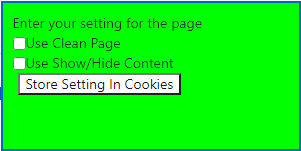 Enter your setting for the page
Use Clean Page
Use Show/Hide Content
Store Setting In Cookies